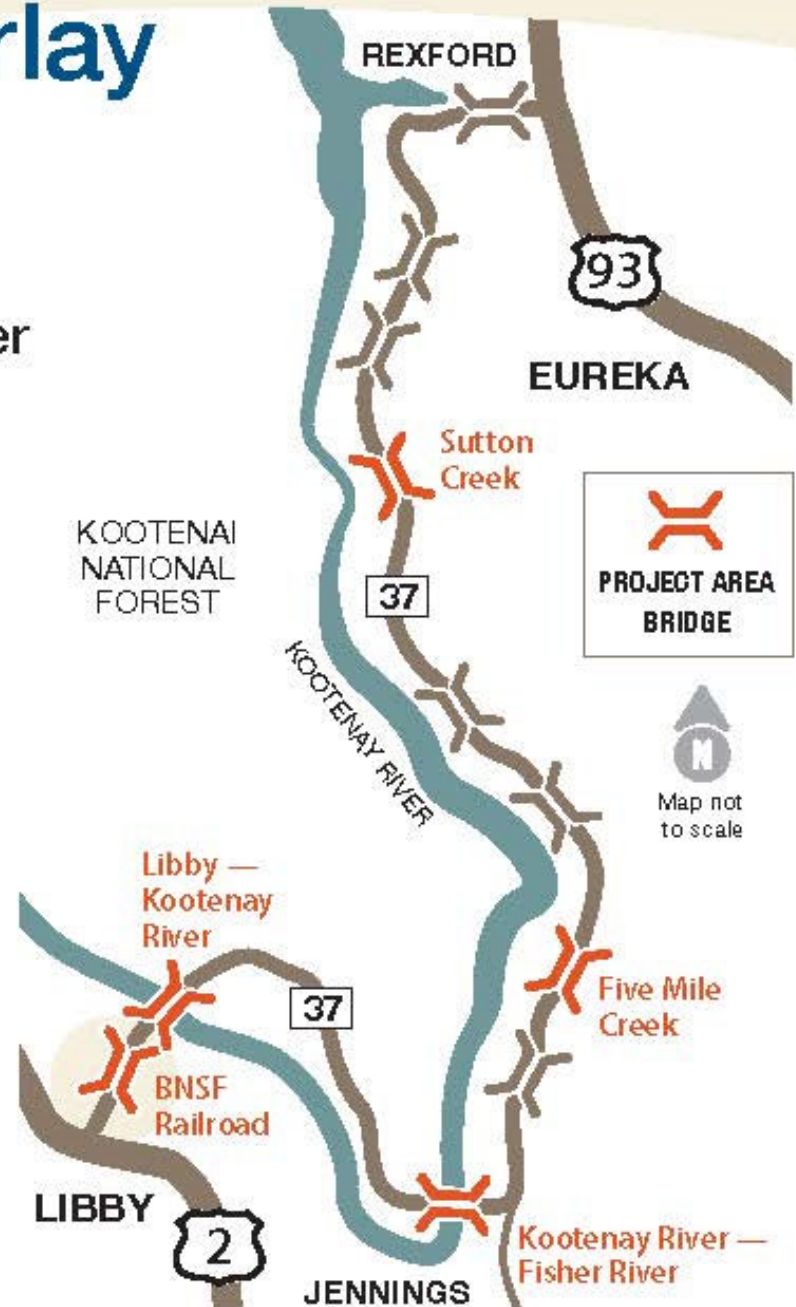 REXFORD
93
er
EUREKA
Sutton
Creek
KOOTENAI
NATIONAL
FOREST
37
PROJECT AREA
BRIDGE
KOOTENAY RIVER
N
Map not
to scale
Libby —
Kootenay
River
37
Five Mile
Creek
BNSF
Railroad
LIBBY
2
Kootenay River —
Fisher River
JENNINGS